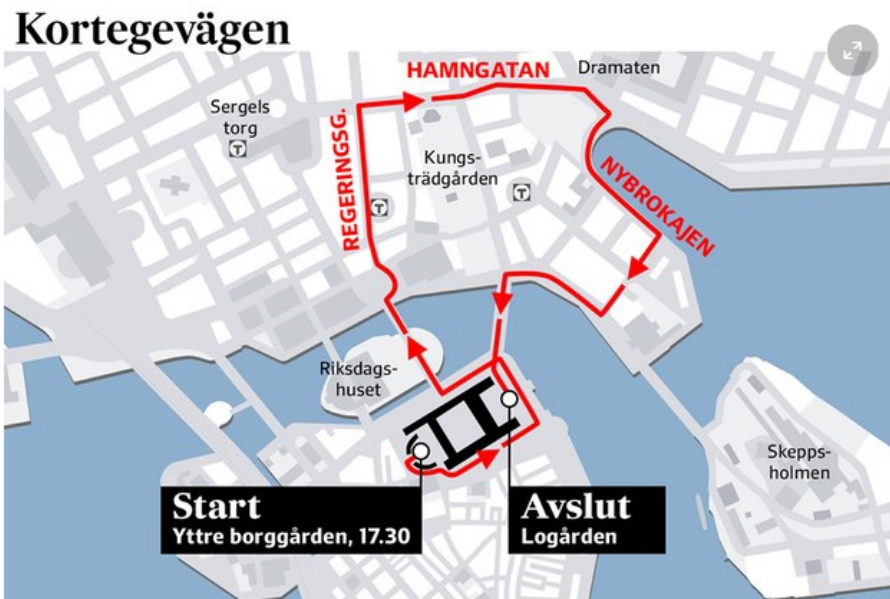 Kortegevägen
HAMNGATAN
Dramaten
Sergels
torg
T
REGERINGSG.
Kungs-
trädgården
T
T
NYBROKAJEN
Riksdags-
huset
Skepps-
holmen
Start
Yttre borggården, 17.30
Avslut
Logården